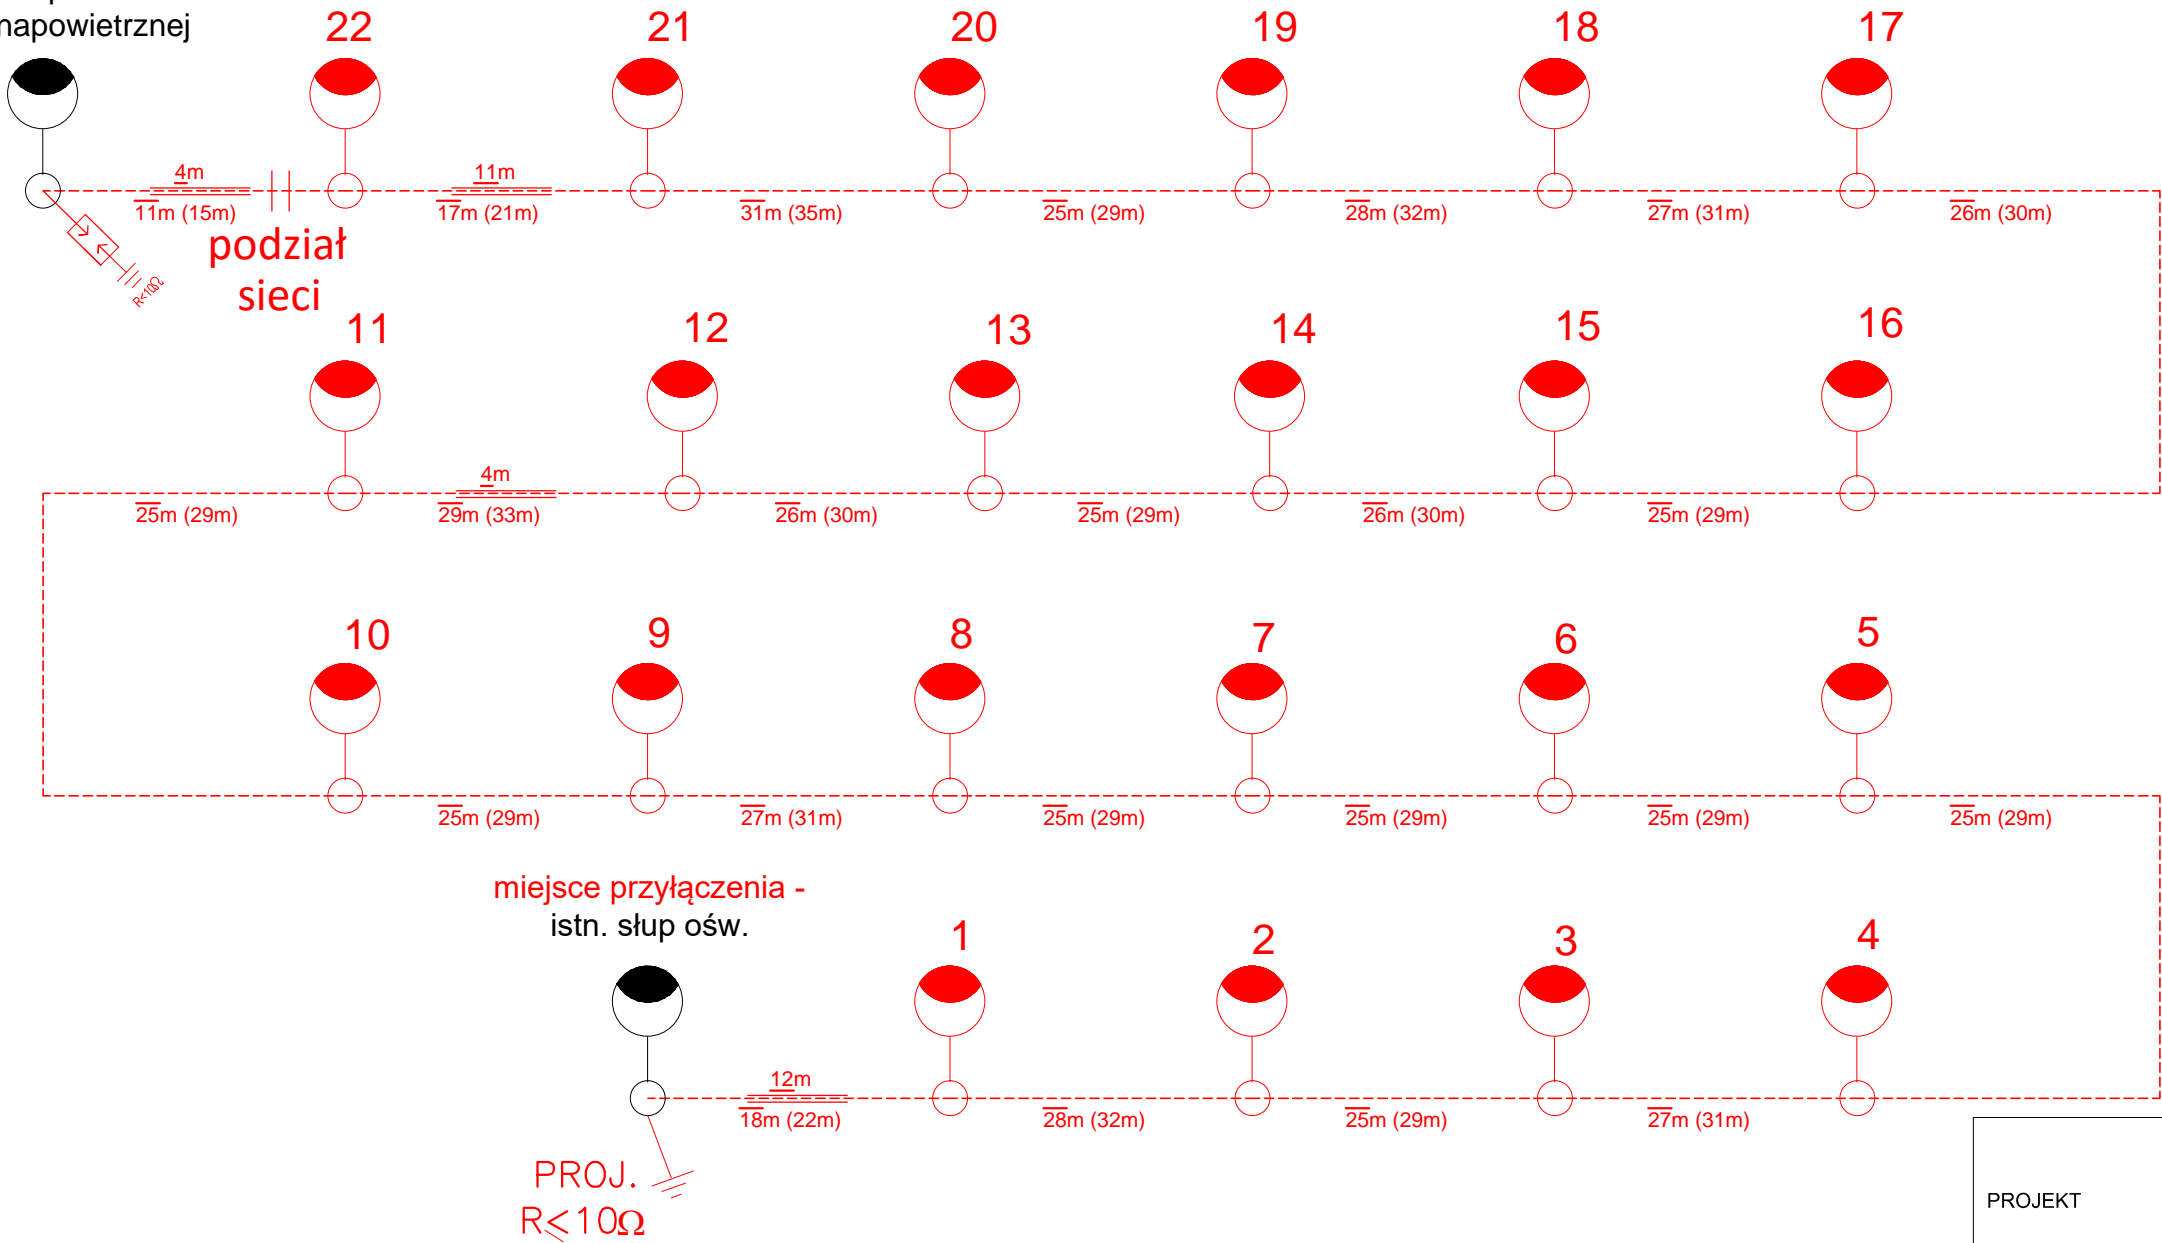 napowietrznej
22
21
20
19
18
17
4m
11m
11m (15m)
17m (21m)
31m (35m)
25m (29m)
28m (32m)
27m (31m)
26m (30m)
R<10Ω
podział
sieci
11
12
13
14
15
16
4m
25m (29m)
29m (33m)
26m (30m)
25m (29m)
26m (30m)
25m (29m)
10
9
8
7
6
5
25m (29m)
27m (31m)
25m (29m)
25m (29m)
25m (29m)
25m (29m)
miejsce przyłączenia -
istn. słup ośw.
1
2
3
4
12m
18m (22m)
28m (32m)
25m (29m)
27m (31m)
PROJ.
R≤10Ω
PROJEKT